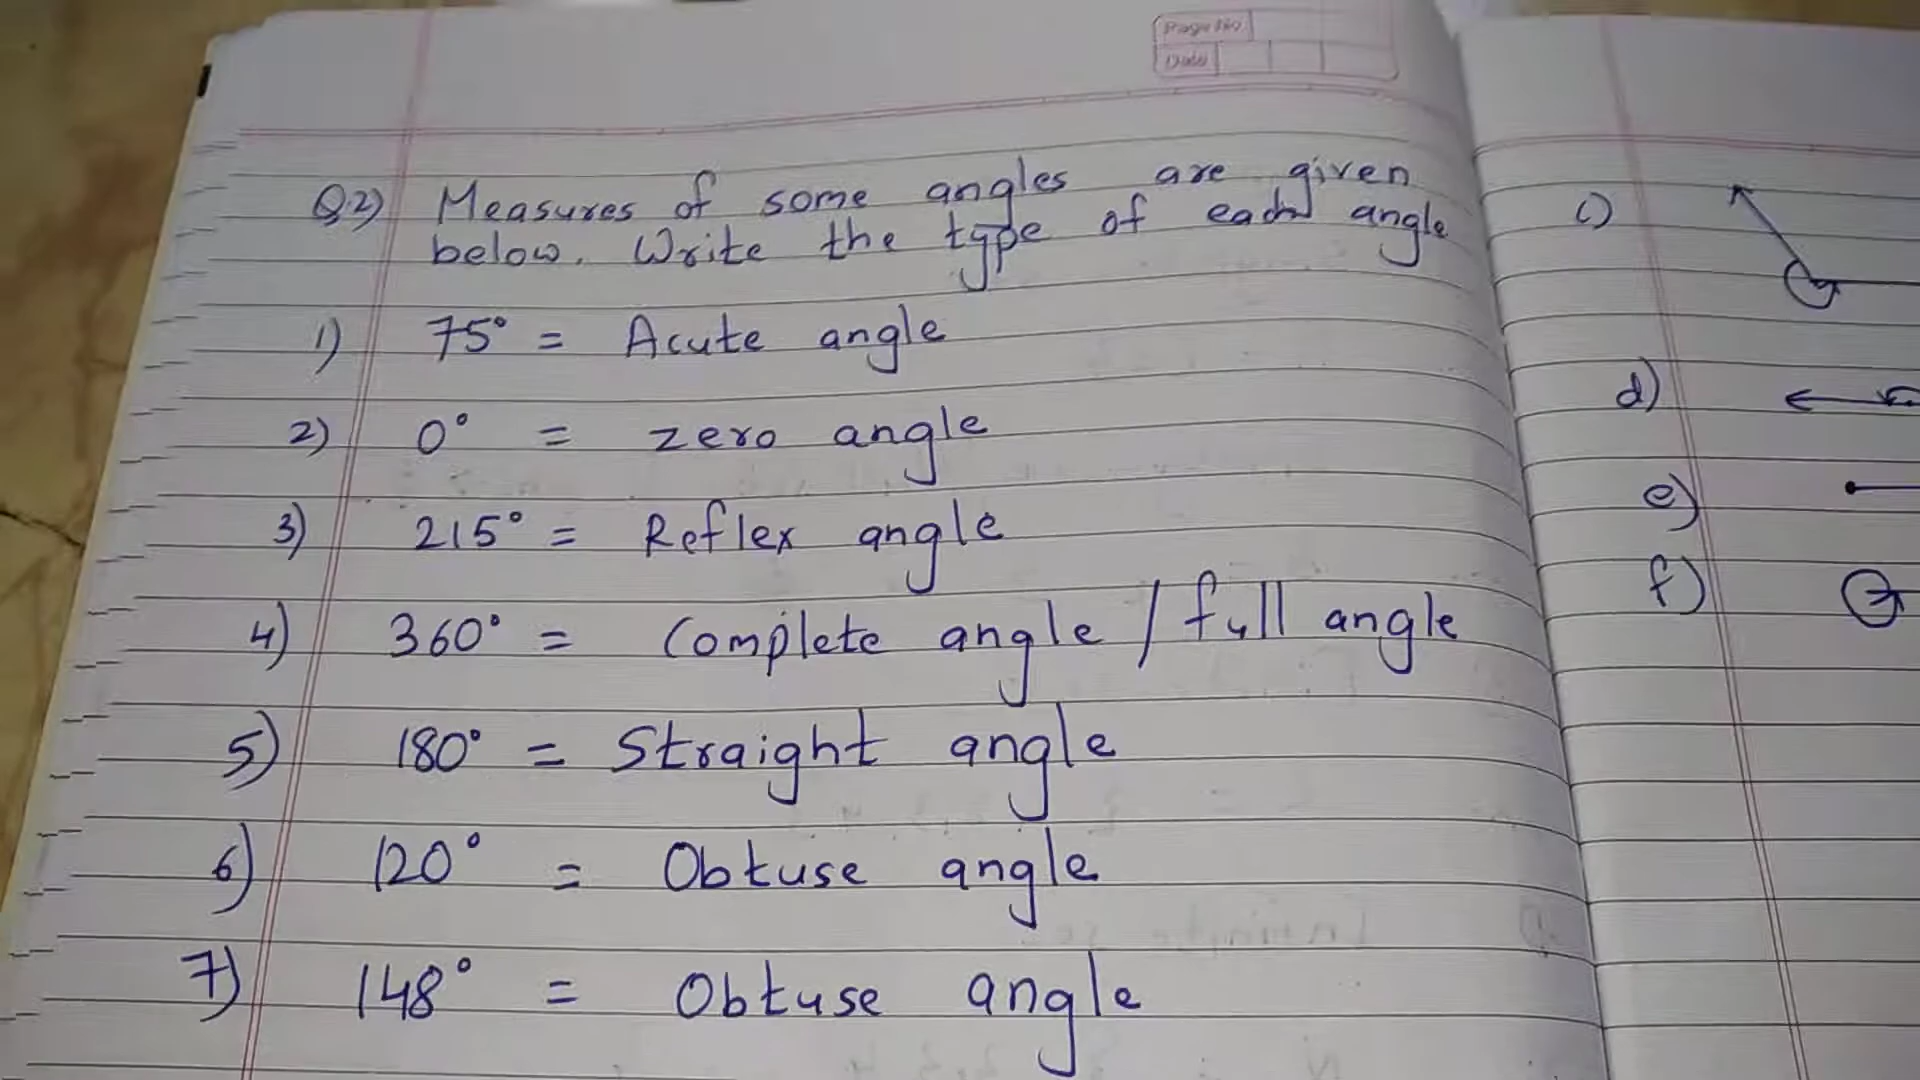 Page No
Date
Q.2) Measures of some angles are given
below. Write the type of each angle
1) 75° = Acute angle
2) 0° = zero angle
3) 215° = Reflex angle
4) 360° = Complete angle / full angle
5) 180° = Straight angle
6) 120° = Obtuse angle
7) 148° = Obtuse angle
c)
d)
e)
f)